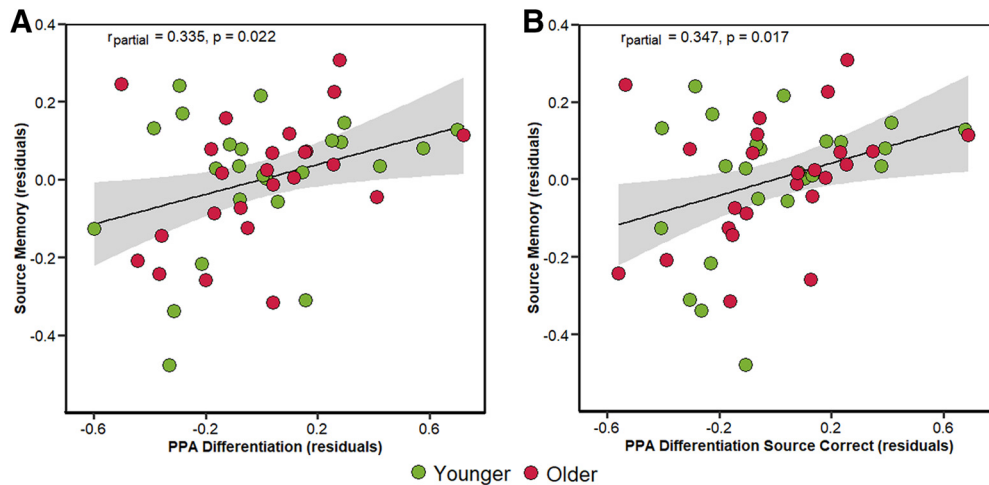 A
r partial = 0.335, p = 0.022
Source Memory (residuals)
0.4
0.2
0.0
-0.2
-0.4
-0.6
-0.2
0.2
0.6
PPA Differentiation (residuals)
B
r partial = 0.347, p = 0.017
Source Memory (residuals)
0.4
0.2
0.0
-0.2
-0.4
-0.6
-0.2
0.2
0.6
PPA Differentiation Source Correct (residuals)
Younger Older